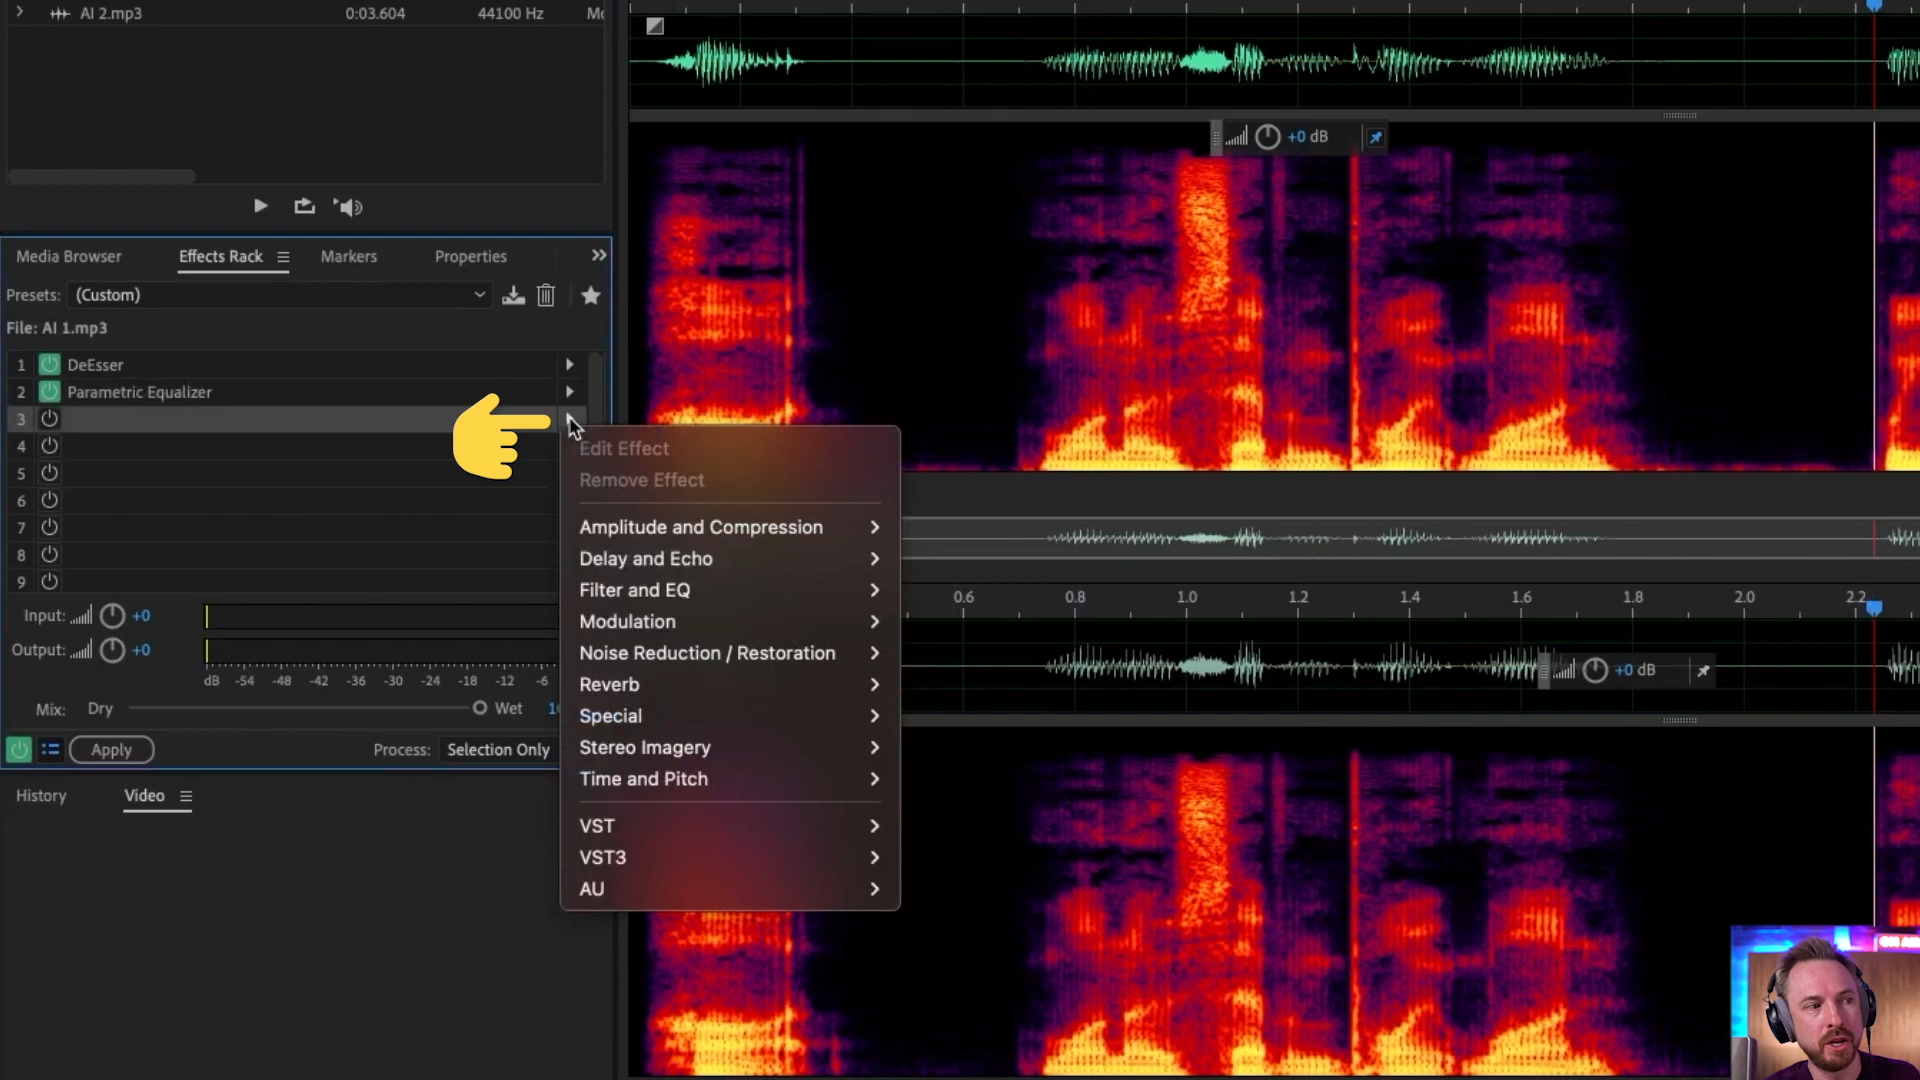 AI 2.mp3 0:03.604 44100 Hz
+0 dB
Media Browser Effects Rack Markers Properties
Presets: (Custom)
File: AI 1.mp3
1 DeEsser
2 Parametric Equalizer
3
4
5
6
7
8
9
Edit Effect
Remove Effect
Amplitude and Compression
Delay and Echo
Filter and EQ
Modulation
Noise Reduction / Restoration
Reverb
Special
Stereo Imagery
Time and Pitch
VST
VST3
AU
0.6 0.8 1.0 1.2 1.4 1.6 1.8 2.0 2.2
+0 dB
Input: +0
Output: +0
dB -54 -48 -42 -36 -30 -24 -18 -12 -6
Mix: Dry Wet
Apply Process: Selection Only
History Video